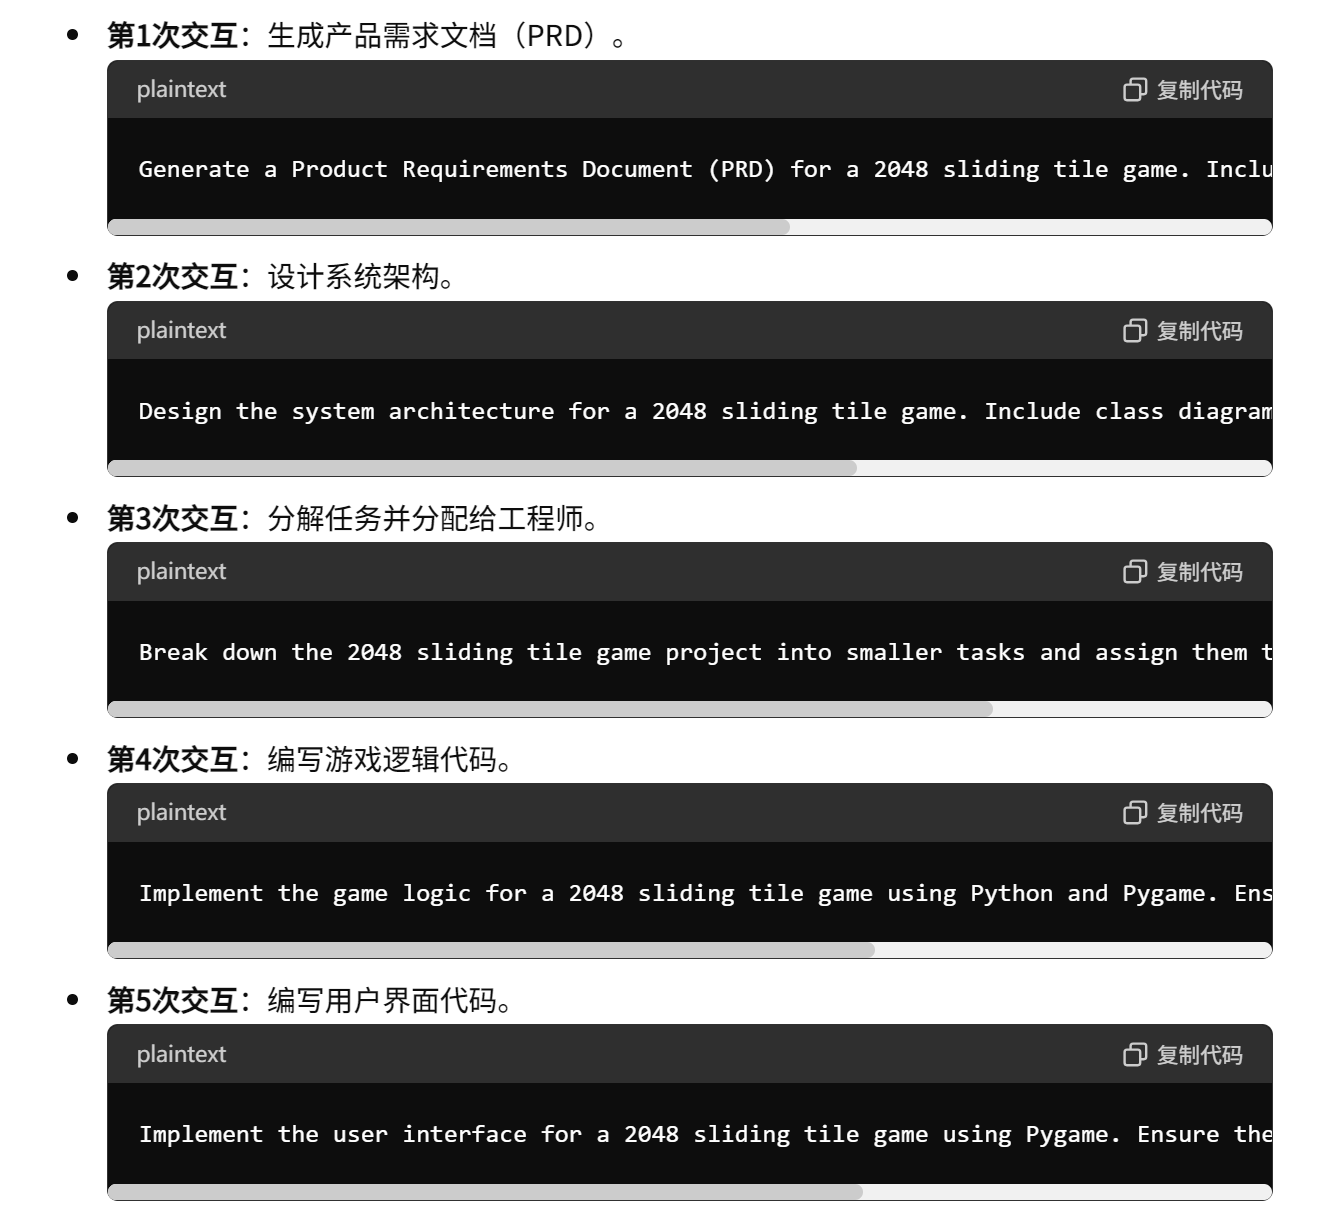 第1次交互：生成产品需求文档（PRD）。
plaintext 复制代码
Generate a Product Requirements Document (PRD) for a 2048 sliding tile game. Inclu
第2次交互：设计系统架构。
plaintext 复制代码
Design the system architecture for a 2048 sliding tile game. Include class diagram
第3次交互：分解任务并分配给工程师。
plaintext 复制代码
Break down the 2048 sliding tile game project into smaller tasks and assign them t
第4次交互：编写游戏逻辑代码。
plaintext 复制代码
Implement the game logic for a 2048 sliding tile game using Python and Pygame. Ens
第5次交互：编写用户界面代码。
plaintext 复制代码
Implement the user interface for a 2048 sliding tile game using Pygame. Ensure the